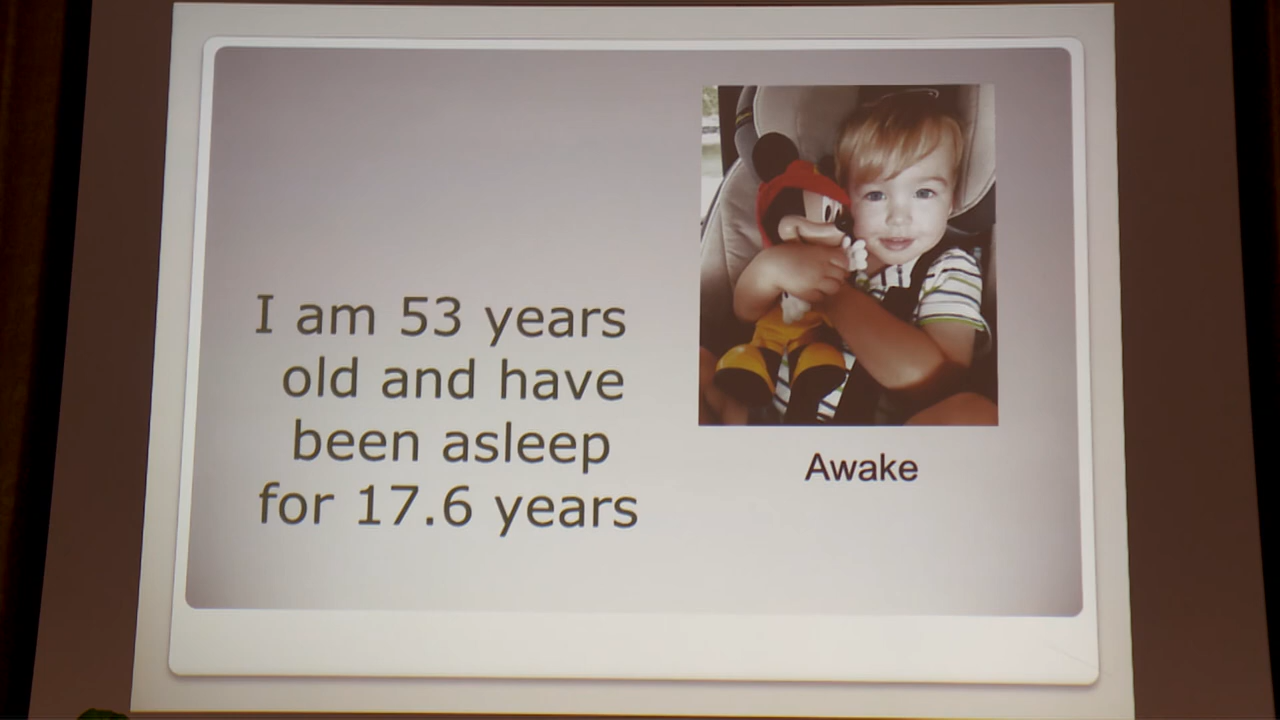 I am 53 years
old and have
been asleep
for 17.6 years
Awake